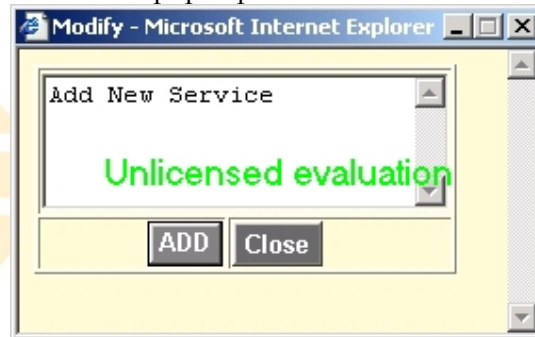 Modify - Microsoft Internet Explorer
Add New Service
Unlicensed evaluation
ADD Close